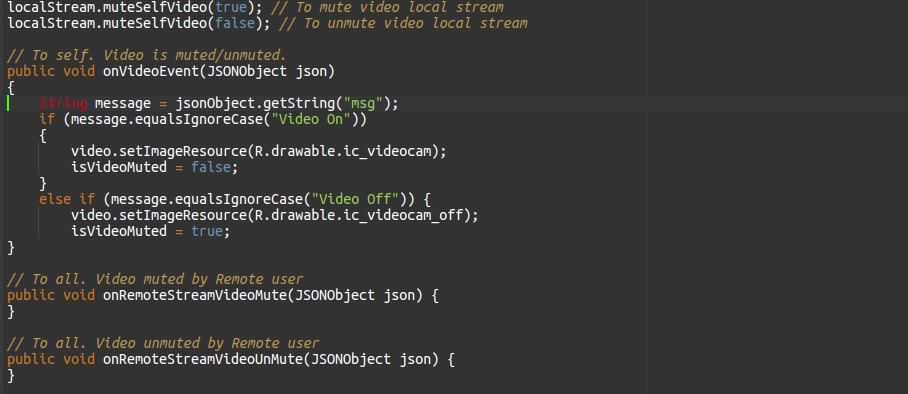 localStream.muteSelfVideo(true); // To mute video local stream
localStream.muteSelfVideo(false); // To unmute video local stream
// To self. Video is muted/unmuted.
public void onVideoEvent(JSONObject json)
{
String message = jsonObject.getString("msg");
if (message.equalsIgnoreCase("Video On"))
{
video.setImageResource(R.drawable.ic_videocam);
isVideoMuted = false;
}
else if (message.equalsIgnoreCase("Video Off")) {
video.setImageResource(R.drawable.ic_videocam_off);
isVideoMuted = true;
}
// To all. Video muted by Remote user
public void onRemoteStreamVideoMute(JSONObject json) {
}
// To all. Video unmuted by Remote user
public void onRemoteStreamVideoUnMute(JSONObject json) {
}